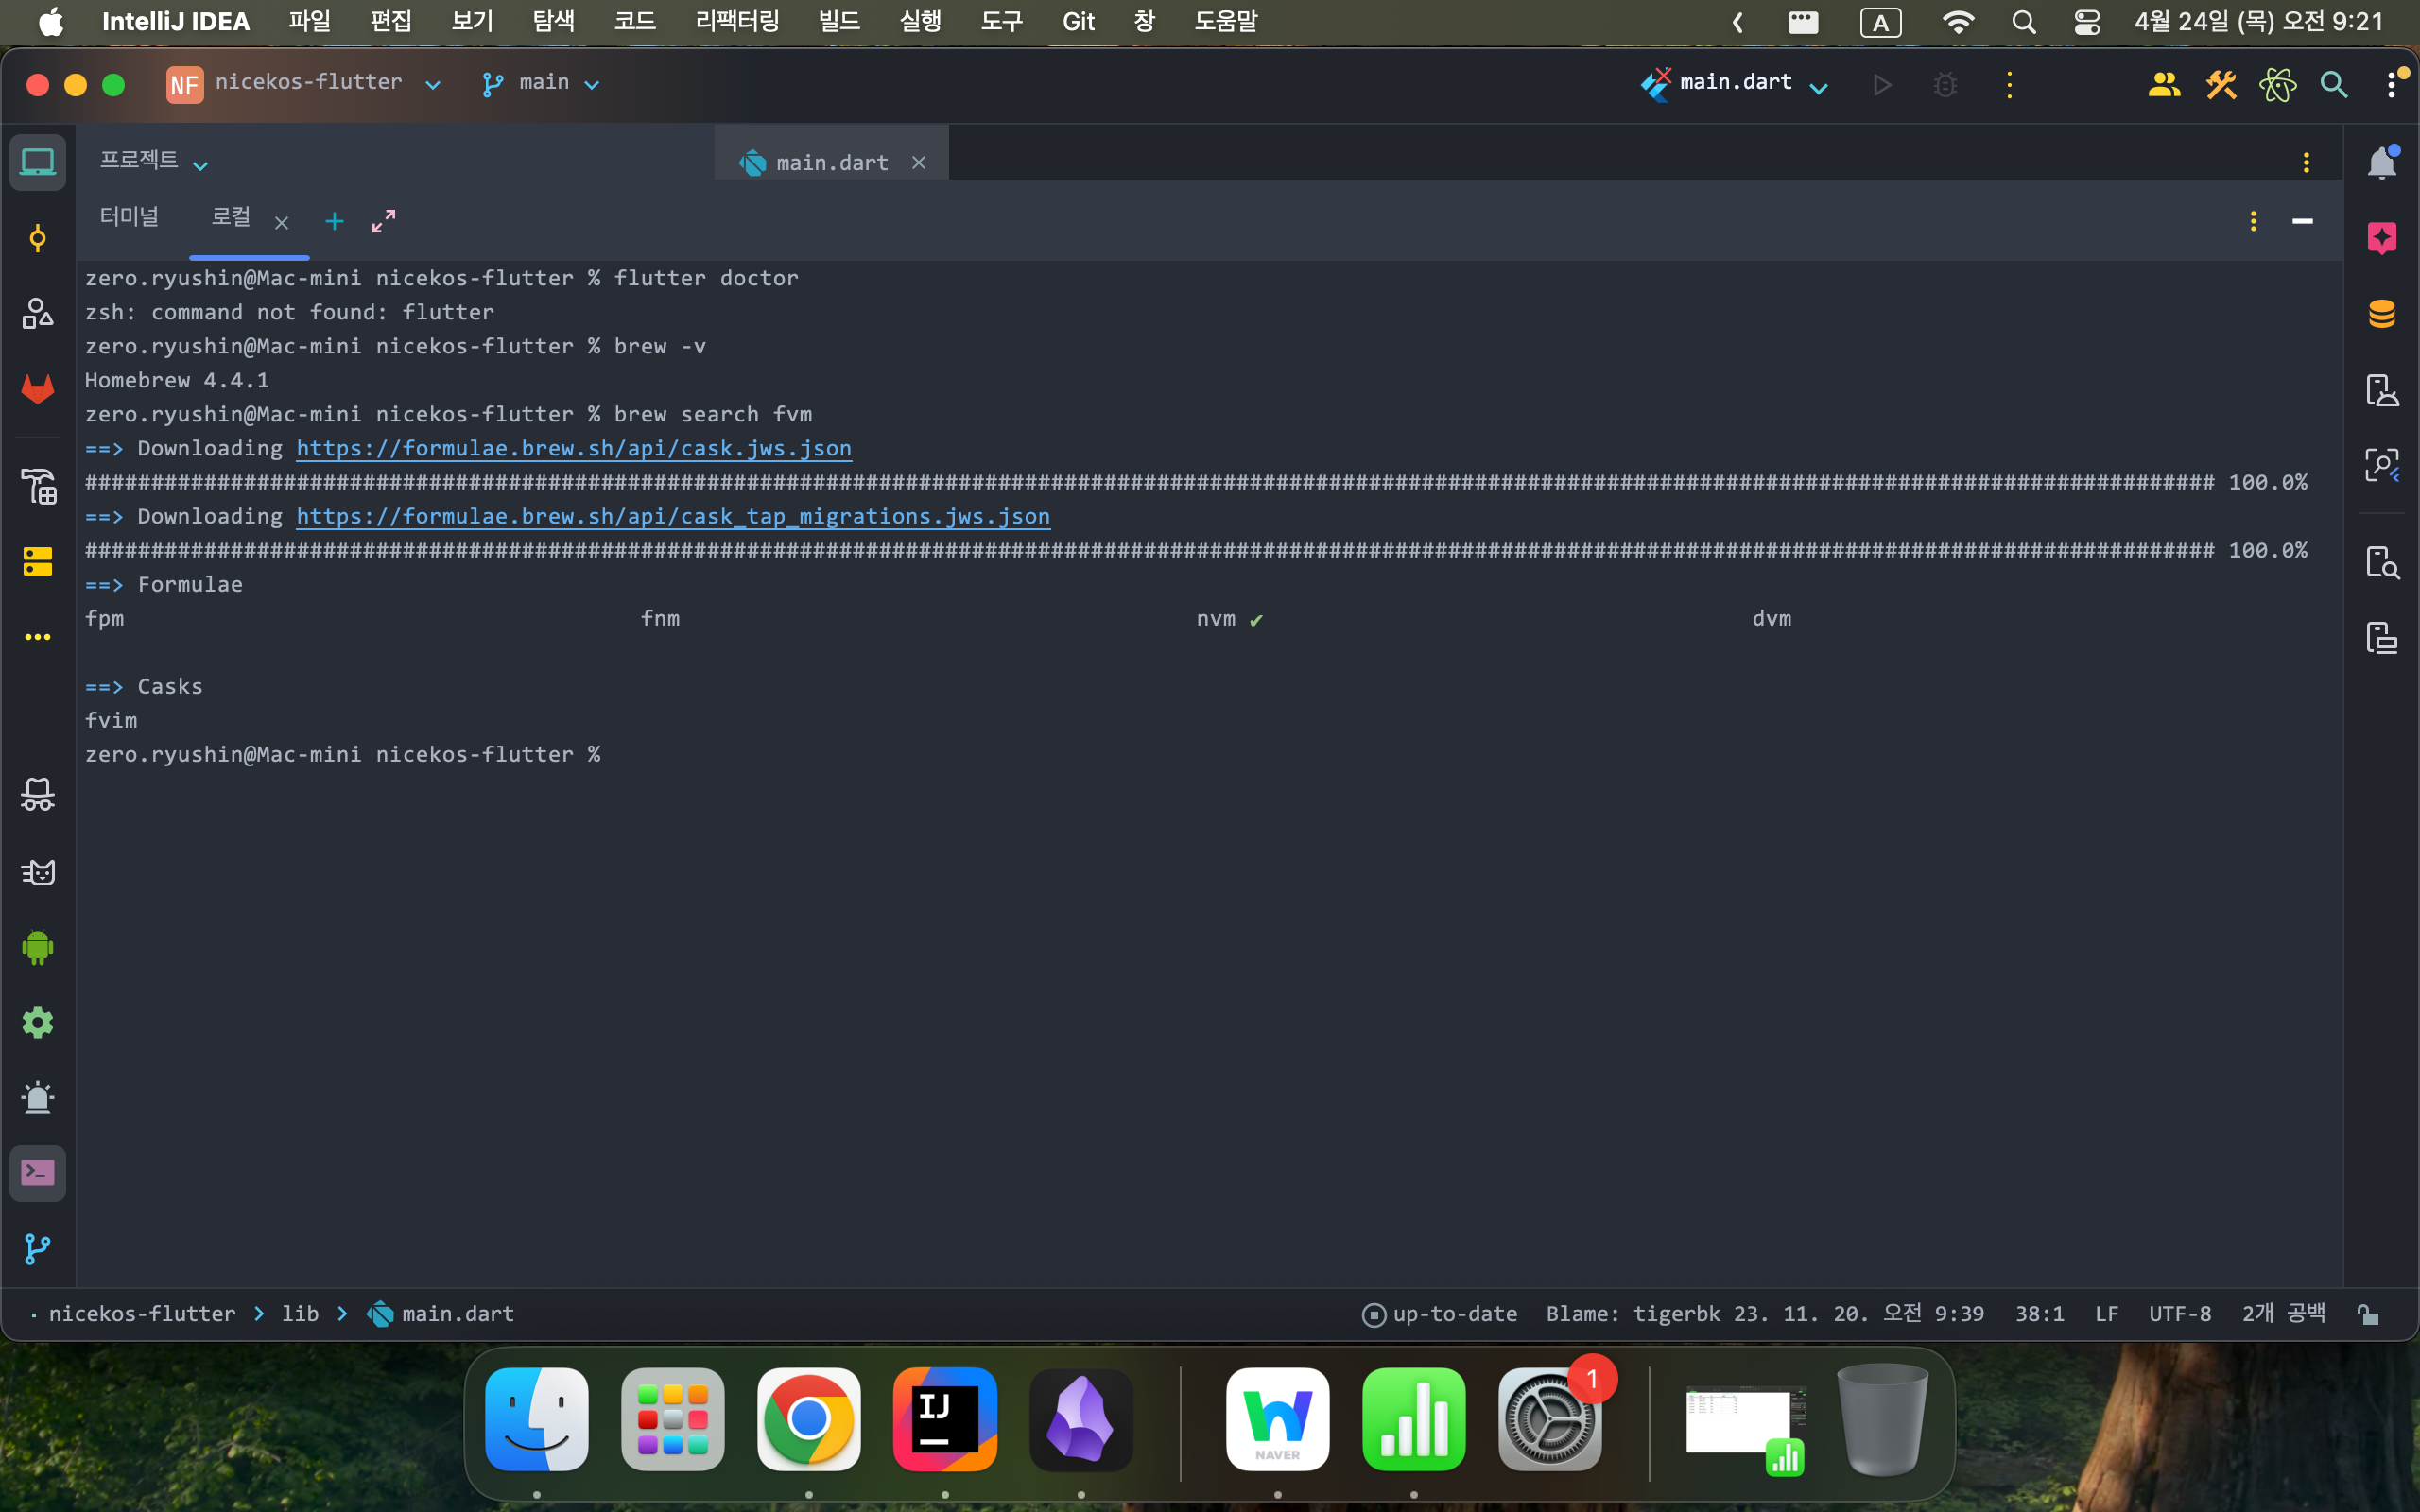 IntelliJ IDEA 파일 편집 보기 탐색 코드 리팩터링 빌드 실행 도구 Git 창 도움말 A 4월 24일 (목) 오전 9:21
NF nicekos-flutter main main.dart
프로젝트 main.dart
터미널 로컬
zero.ryushin@Mac-mini nicekos-flutter % flutter doctor
zsh: command not found: flutter
zero.ryushin@Mac-mini nicekos-flutter % brew -v
Homebrew 4.4.1
zero.ryushin@Mac-mini nicekos-flutter % brew search fvm
==> Downloading https://formulae.brew.sh/api/cask.jws.json
################################################################################################################################################################# 100.0%
==> Downloading https://formulae.brew.sh/api/cask_tap_migrations.jws.json
################################################################################################################################################################# 100.0%
==> Formulae
fpm fnm nvm ✔ dvm
==> Casks
fvim
zero.ryushin@Mac-mini nicekos-flutter %
nicekos-flutter > lib > main.dart up-to-date Blame: tigerbk 23. 11. 20. 오전 9:39 38:1 LF UTF-8 2개 공백
IJ
NAVER
1